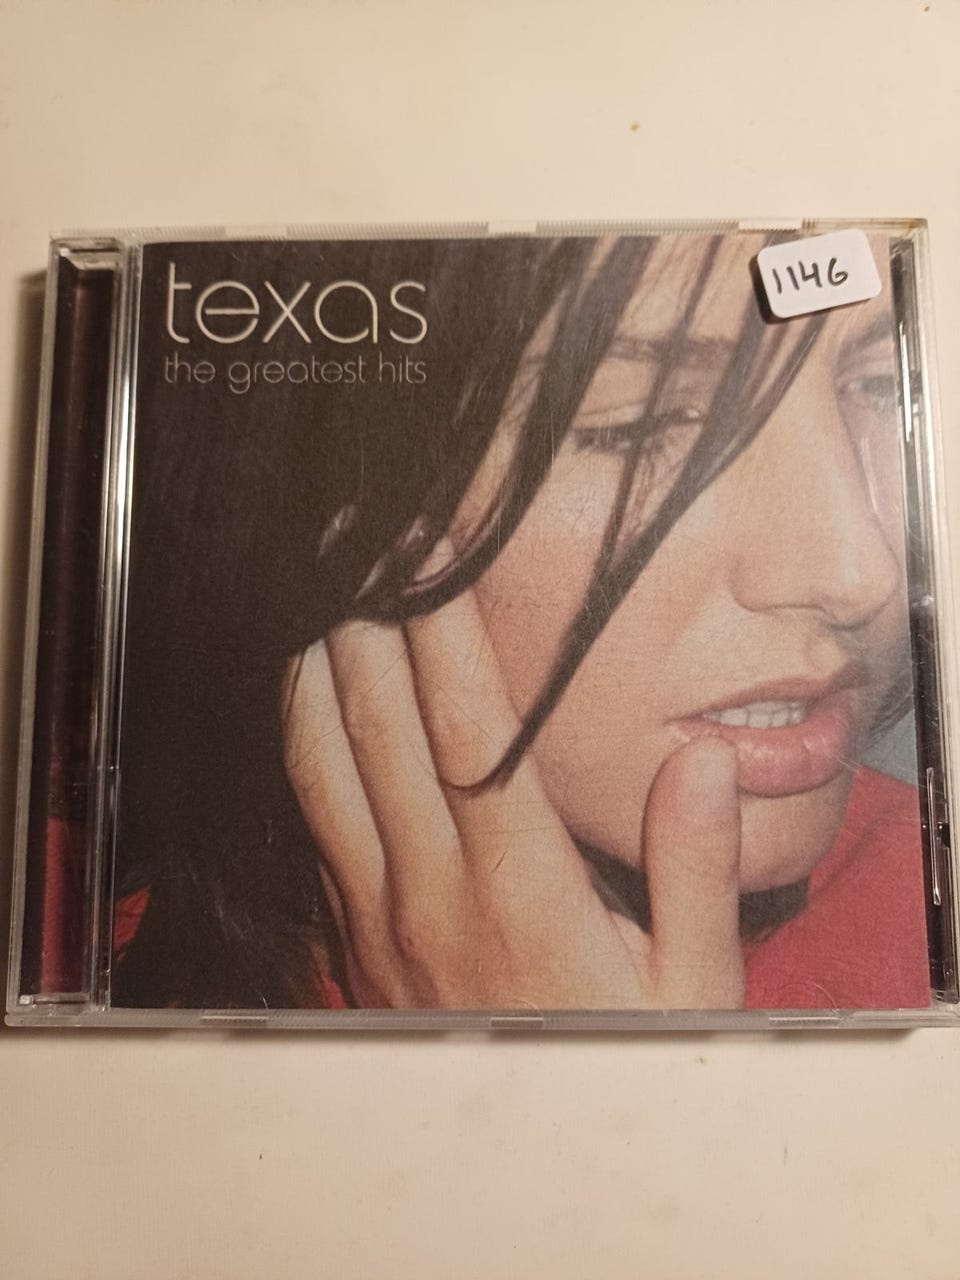 texas
the greatest hits
1146